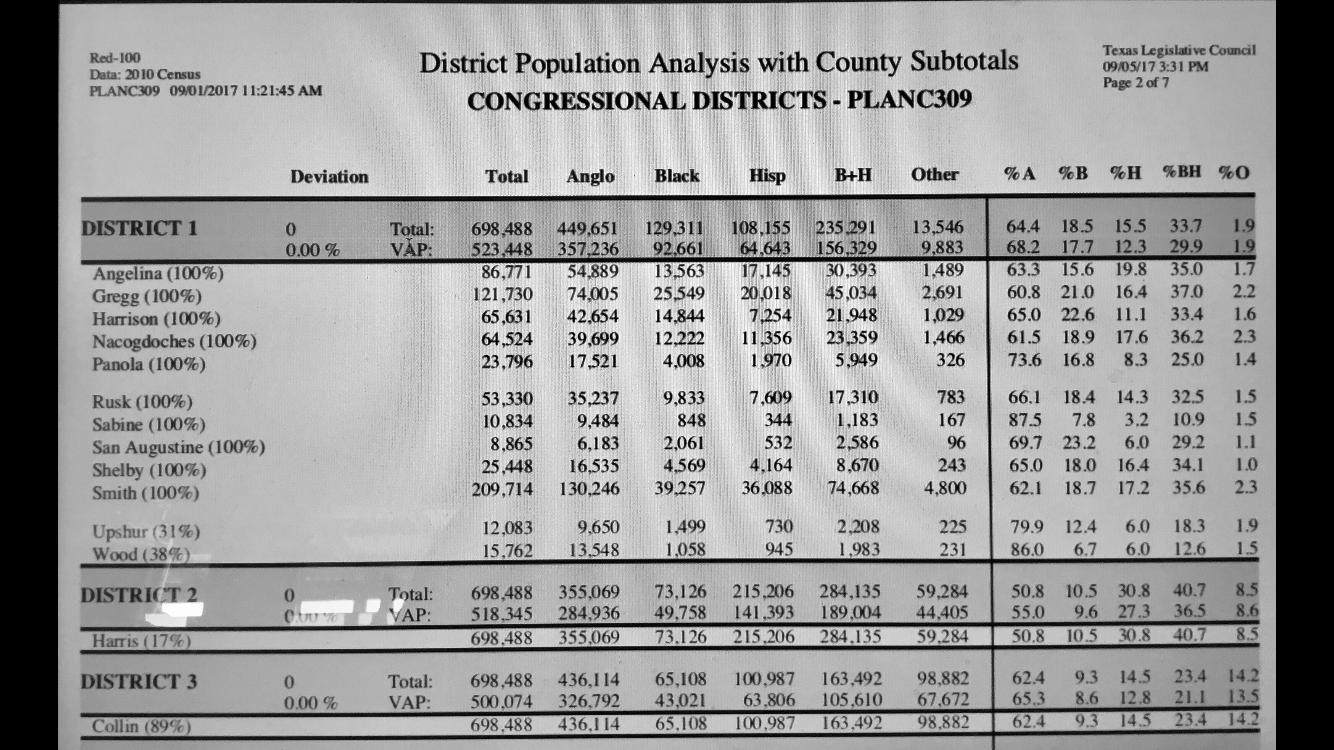 Red-100
Data: 2010 Census
PLANC309 09/01/2017 11:21:45 AM
District Population Analysis with County Subtotals
CONGRESSIONAL DISTRICTS - PLANC309
Texas Legislative Council
09/05/17 3:31 PM
Page 2 of 7
Deviation Total Anglo Black Hisp B+H Other %A %B %H %BH %O
DISTRICT 1 0 Total: 698,488 449,651 129,311 108,155 235,291 13,546 64.4 18.5 15.5 33.7 1.9
0.00 % VAP: 523,448 357,236 92,661 64,643 156,329 9,883 68.2 17.7 12.3 29.9 1.9
Angelina (100%) 86,771 54,889 13,563 17,145 30,393 1,489 63.3 15.6 19.8 35.0 1.7
Gregg (100%) 121,730 74,005 25,549 20,018 45,034 2,691 60.8 21.0 16.4 37.0 2.2
Harrison (100%) 65,631 42,654 14,844 7,254 21,948 1,029 65.0 22.6 11.1 33.4 1.6
Nacogdoches (100%) 64,524 39,699 12,222 11,356 23,359 1,466 61.5 18.9 17.6 36.2 2.3
Panola (100%) 23,796 17,521 4,008 1,970 5,949 326 73.6 16.8 8.3 25.0 1.4
Rusk (100%) 53,330 35,237 9,833 7,609 17,310 783 66.1 18.4 14.3 32.5 1.5
Sabine (100%) 10,834 9,484 848 344 1,183 167 87.5 7.8 3.2 10.9 1.5
San Augustine (100%) 8,865 6,183 2,061 532 2,586 96 69.7 23.2 6.0 29.2 1.1
Shelby (100%) 25,448 16,535 4,569 4,164 8,670 243 65.0 18.0 16.4 34.1 1.0
Smith (100%) 209,714 130,246 39,257 36,088 74,668 4,800 62.1 18.7 17.2 35.6 2.3
Upshur (31%) 12,083 9,650 1,499 730 2,208 225 79.9 12.4 6.0 18.3 1.9
Wood (38%) 15,762 13,548 1,058 945 1,983 231 86.0 6.7 6.0 12.6 1.5
DISTRICT 2 0 Total: 698,488 355,069 73,126 215,206 284,135 59,284 50.8 10.5 30.8 40.7 8.5
0.00 % VAP: 518,345 284,936 49,758 141,393 189,004 44,405 55.0 9.6 27.3 36.5 8.6
Harris (17%) 698,488 355,069 73,126 215,206 284,135 59,284 50.8 10.5 30.8 40.7 8.5
DISTRICT 3 0 Total: 698,488 436,114 65,108 100,987 163,492 98,882 62.4 9.3 14.5 23.4 14.2
0.00 % VAP: 500,074 326,792 43,021 63,806 105,610 67,672 65.3 8.6 12.8 21.1 13.5
Collin (89%) 698,488 436,114 65,108 100,987 163,492 98,882 62.4 9.3 14.5 23.4 14.2